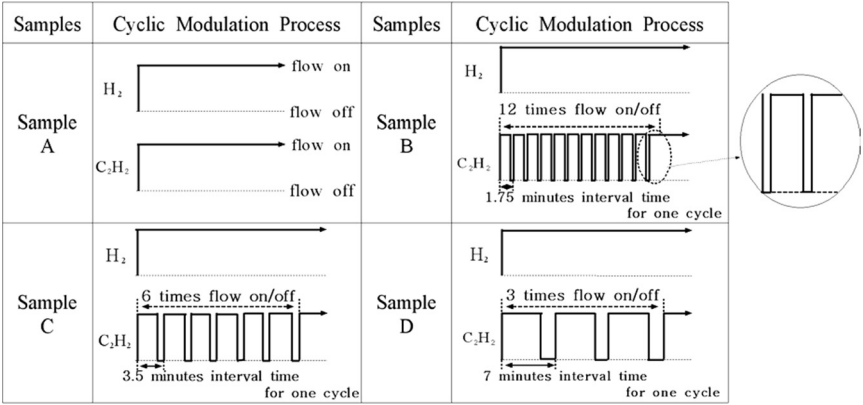 Samples
Cyclic Modulation Process
Samples
Cyclic Modulation Process
Sample
A
H₂
flow on
flow off
C₂H₂
flow on
flow off
Sample
B
H₂
12 times flow on/off
C₂H₂
1.75 minutes interval time
for one cycle
Sample
C
H₂
6 times flow on/off
C₂H₂
3.5 minutes interval time
for one cycle
Sample
D
H₂
3 times flow on/off
C₂H₂
7 minutes interval time
for one cycle